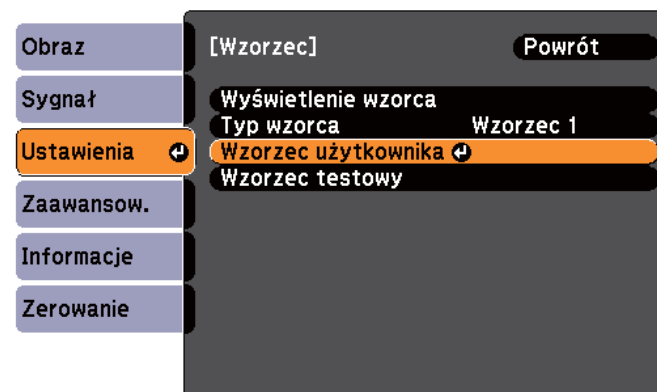 Obraz
Sygnał
Ustawienia
Zaawansow.
Informacje
Zerowanie
[Wzorzec] Powrót
Wyświetlenie wzorca
Typ wzorca Wzorzec 1
Wzorzec użytkownika
Wzorzec testowy